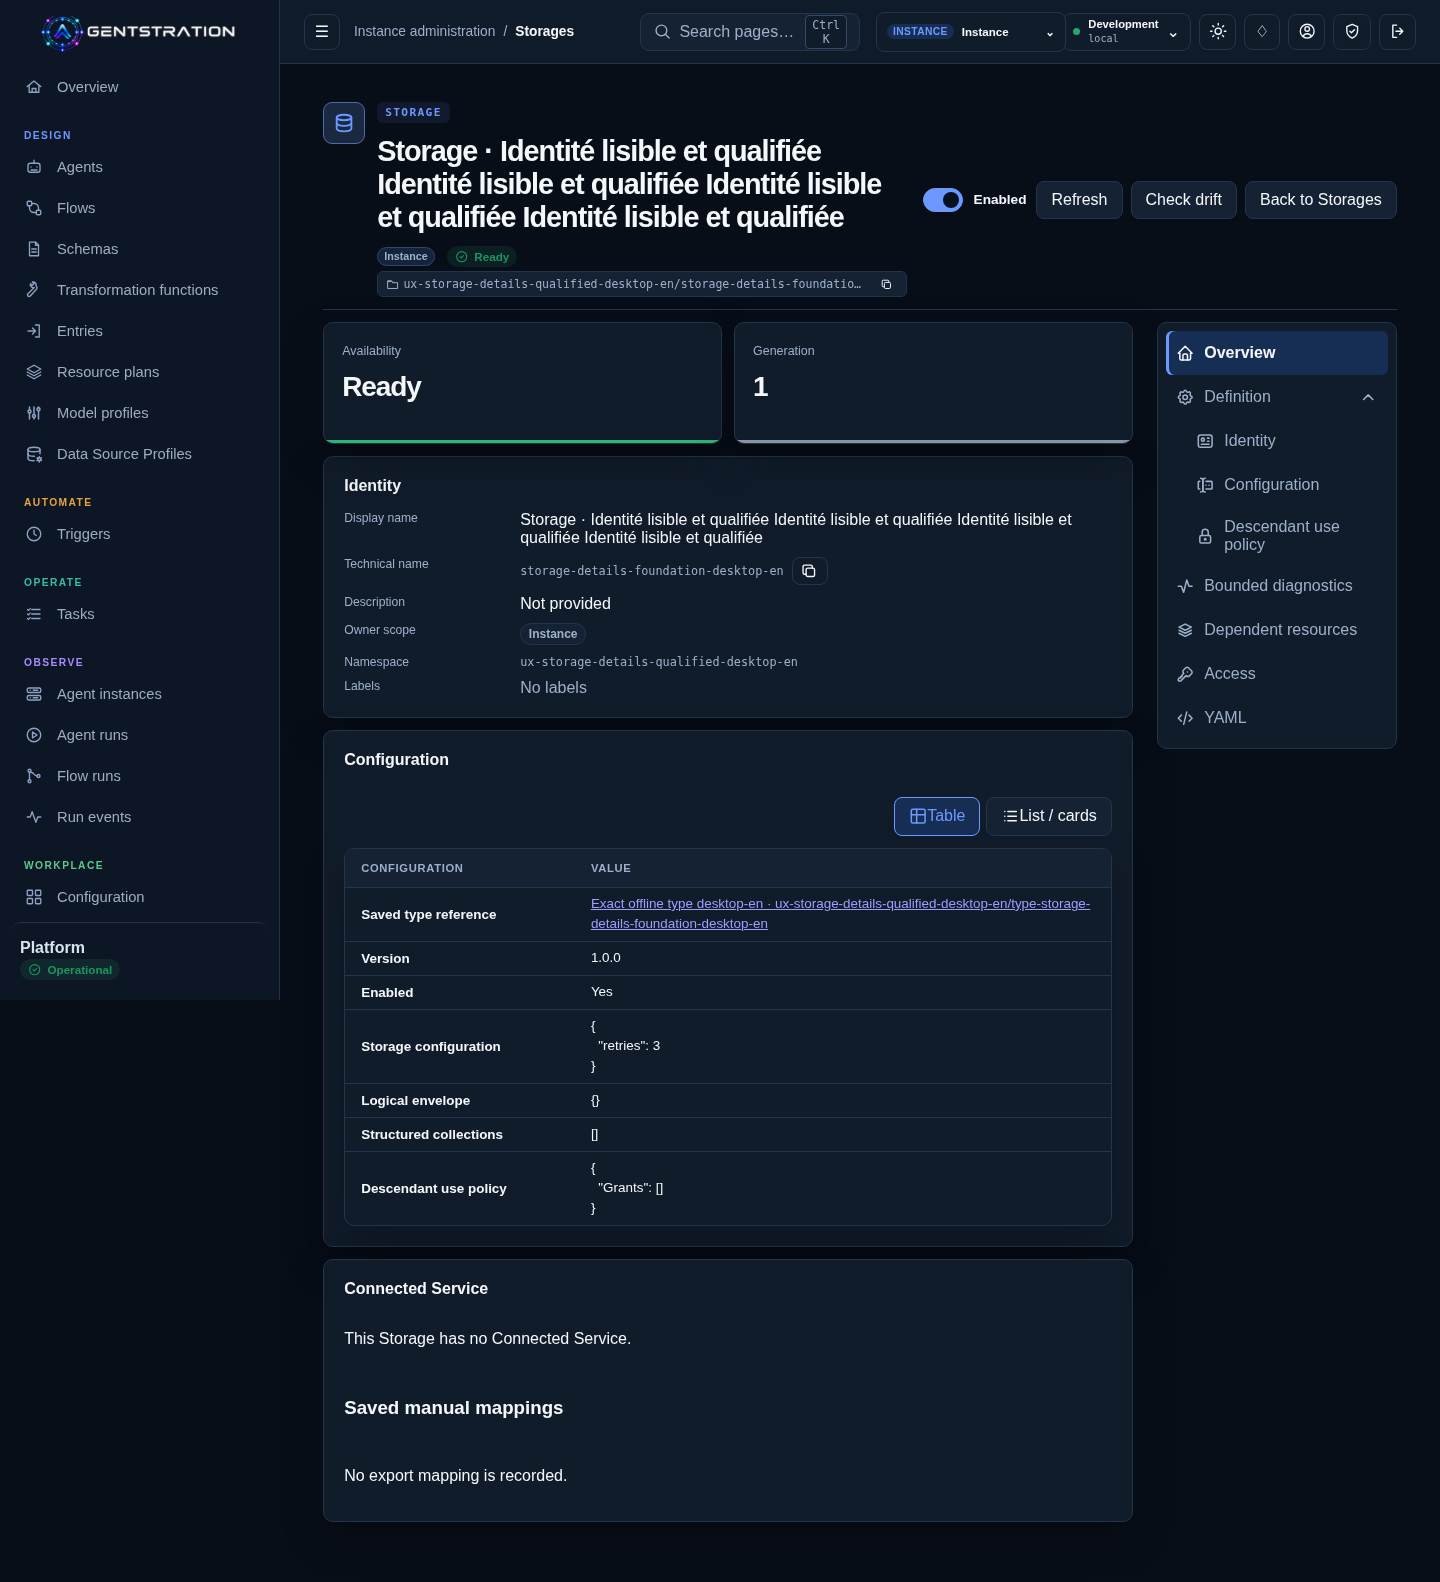 GENTSTRATION
☰
Instance administration / Storages
Search pages…
Ctrl K
INSTANCE Instance
Development
local
Overview
DESIGN
Agents
Flows
Schemas
Transformation functions
Entries
Resource plans
Model profiles
Data Source Profiles
AUTOMATE
Triggers
OPERATE
Tasks
OBSERVE
Agent instances
Agent runs
Flow runs
Run events
WORKPLACE
Configuration
Platform
Operational
STORAGE
Storage · Identité lisible et qualifiée
Identité lisible et qualifiée Identité lisible
et qualifiée Identité lisible et qualifiée
Instance Ready
ux-storage-details-qualified-desktop-en/storage-details-foundatio…
Enabled
Refresh
Check drift
Back to Storages
Availability
Ready
Generation
1
Identity
Display name
Storage · Identité lisible et qualifiée Identité lisible et qualifiée Identité lisible et
qualifiée Identité lisible et qualifiée
Technical name
storage-details-foundation-desktop-en
Description
Not provided
Owner scope
Instance
Namespace
ux-storage-details-qualified-desktop-en
Labels
No labels
Configuration
Table
List / cards
CONFIGURATION VALUE
Saved type reference
Exact offline type desktop-en · ux-storage-details-qualified-desktop-en/type-storage-
details-foundation-desktop-en
Version 1.0.0
Enabled Yes
Storage configuration
{
"retries": 3
}
Logical envelope {}
Structured collections []
Descendant use policy
{
"Grants": []
}
Connected Service
This Storage has no Connected Service.
Saved manual mappings
No export mapping is recorded.
Overview
Definition
Identity
Configuration
Descendant use
policy
Bounded diagnostics
Dependent resources
Access
YAML